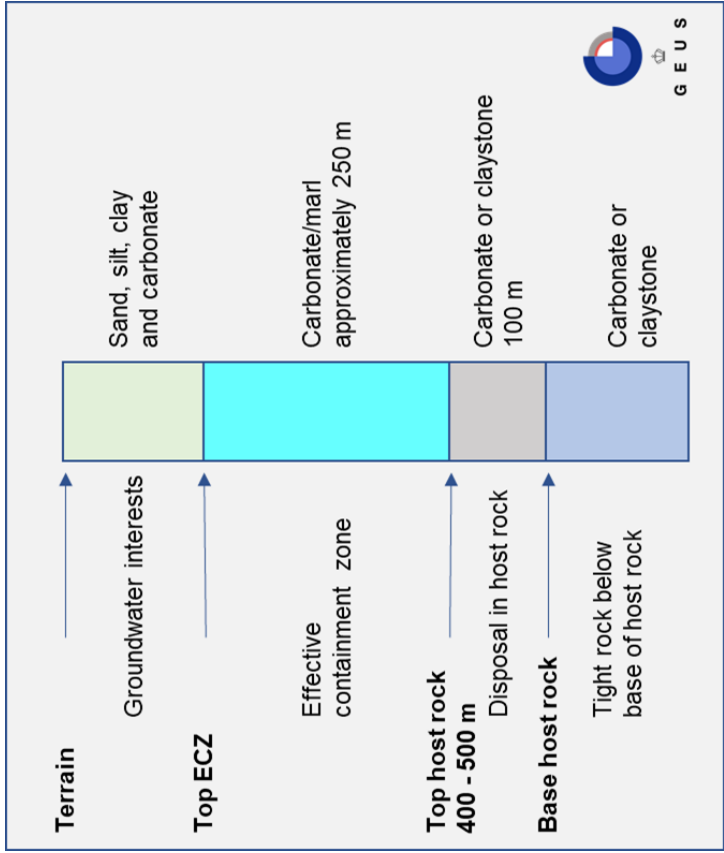 Terrain
Groundwater interests
Sand, silt, clay
and carbonate
Top ECZ
Effective
containment zone
Carbonate/marl
approximately 250 m
Top host rock
400 - 500 m
Disposal in host rock
Carbonate or claystone
100 m
Base host rock
Tight rock below
base of host rock
Carbonate or
claystone
GEUS